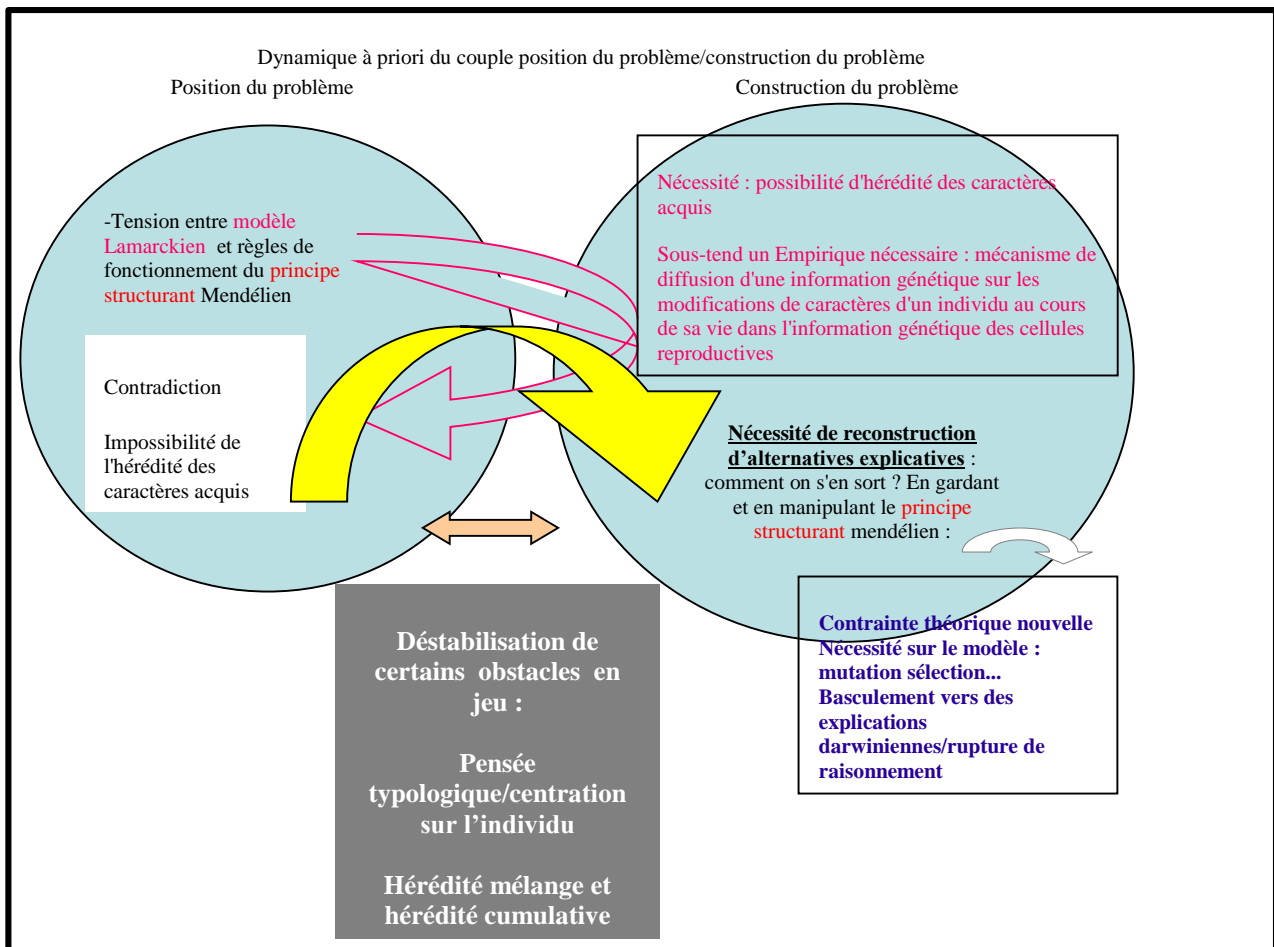 Dynamique à priori du couple position du problème/construction du problème
Position du problème
Construction du problème
-Tension entre modèle
Lamarckien et règles de
fonctionnement du principe
structurant Mendélien
Contradiction
Impossibilité de
l'hérédité des
caractères acquis
Nécessité : possibilité d'hérédité des caractères
acquis
Sous-tend un Empirique nécessaire : mécanisme de
diffusion d'une information génétique sur les
modifications de caractères d'un individu au cours
de sa vie dans l'information génétique des cellules
reproductives
Nécessité de reconstruction
d’alternatives explicatives :
comment on s'en sort ? En gardant
et en manipulant le principe
structurant mendélien :
Contrainte théorique nouvelle
Nécessité sur le modèle :
mutation sélection...
Basculement vers des
explications
darwiniennes/rupture de
raisonnement
Déstabilisation de
certains obstacles en
jeu :
Pensée
typologique/centration
sur l’individu
Hérédité mélange et
hérédité cumulative